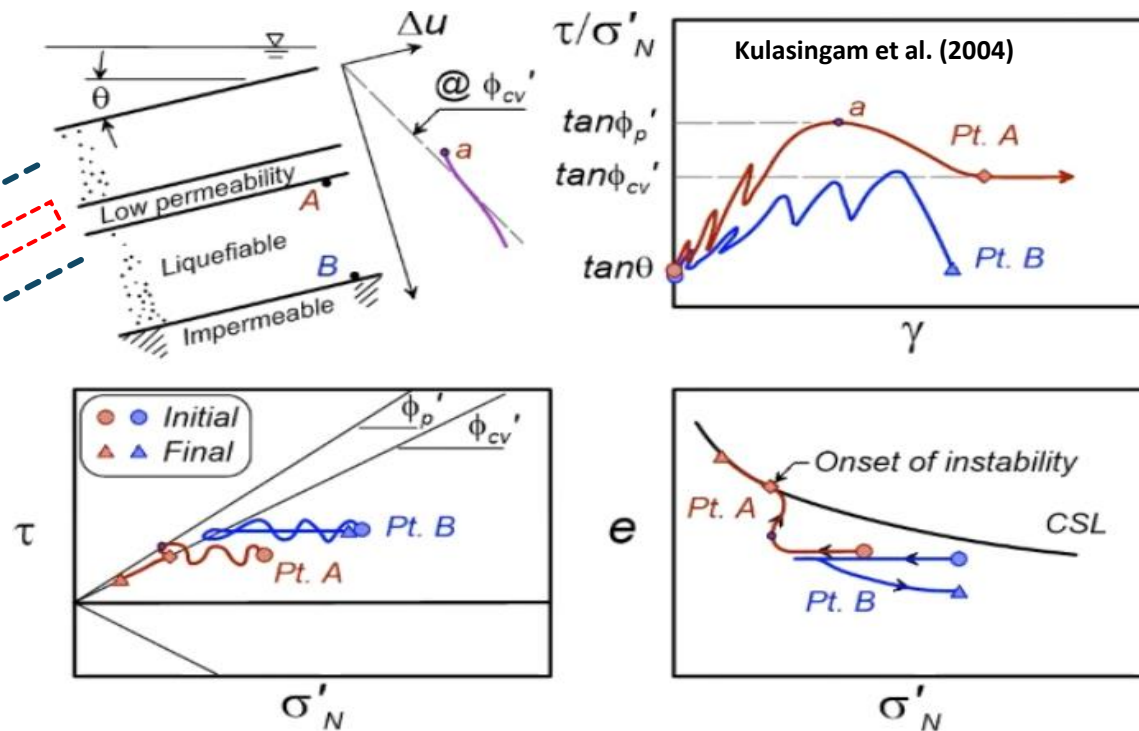 Δu
θ
@ ϕcv'
a
Low permeability
A
Liquefiable
B
Impermeable
τ/σ'N
Kulasingam et al. (2004)
tanϕp'
a
Pt. A
tanϕcv'
tanθ
Pt. B
γ
Initial
Final
ϕp'
ϕcv'
τ
Pt. B
Pt. A
σ'N
Onset of instability
Pt. A
CSL
e
Pt. B
σ'N